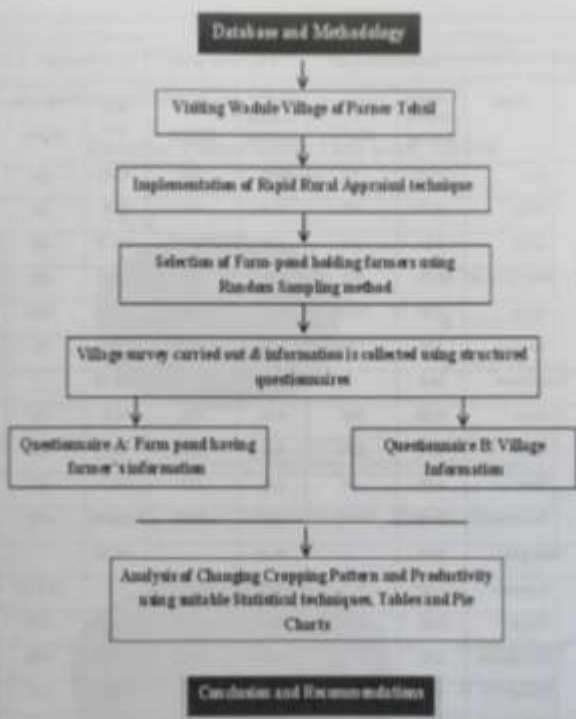 Database and Methodology
Visiting Wadule Village of Parner Tehsil
Implementation of Rapid Rural Appraisal technique
Selection of Farm-pond holding farmers using
Random Sampling method
Village survey carried out & information is collected using structured
questionnaires
Questionnaire A: Farm pond having
farmer's information
Questionnaire B: Village
Information
Analysis of Changing Cropping Pattern and Productivity
using suitable Statistical techniques, Tables and Pie
Charts
Conclusion and Recommendations